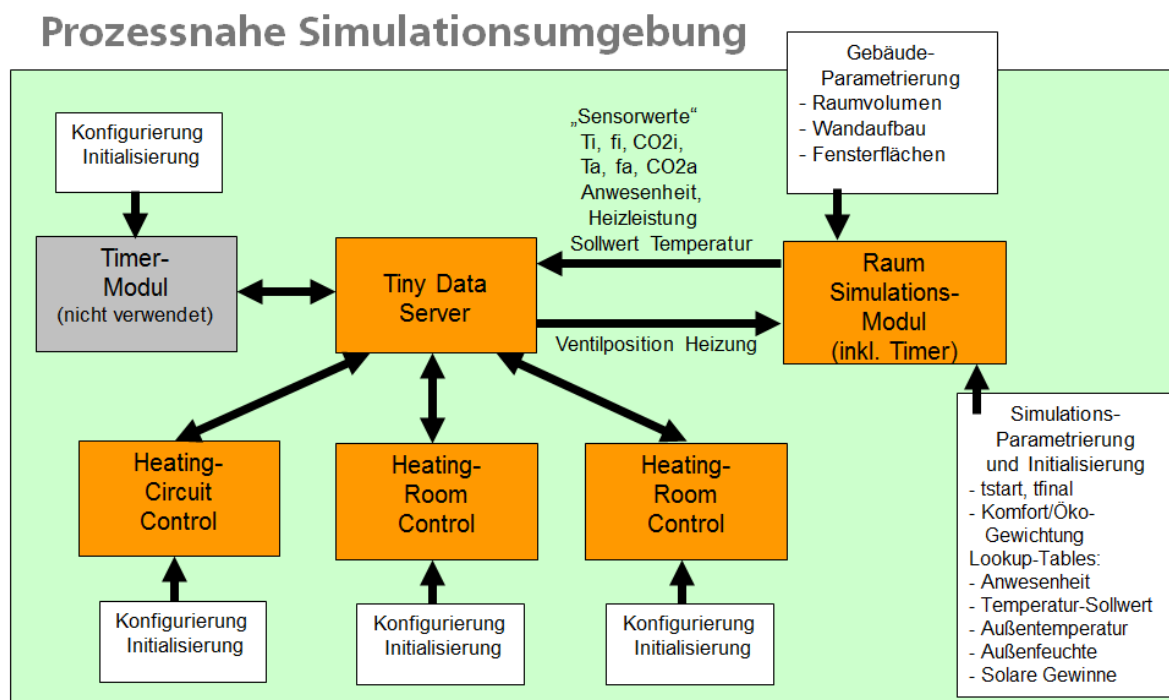 Prozessnahe Simulationsumgebung
Gebäude-
Parametrierung
- Raumvolumen
- Wandaufbau
- Fensterflächen
Konfigurierung
Initialisierung
„Sensorwerte“
Ti, fi, CO2i,
Ta, fa, CO2a
Anwesenheit,
Heizleistung
Sollwert Temperatur
Timer-
Modul
(nicht verwendet)
Tiny Data
Server
Raum
Simulations-
Modul
(inkl. Timer)
Ventilposition Heizung
Heating-
Circuit
Control
Heating-
Room
Control
Heating-
Room
Control
Simulations-
Parametrierung
und Initialisierung
- tstart, tfinal
- Komfort/Öko-
Gewichtung
Lookup-Tables:
- Anwesenheit
- Temperatur-Sollwert
- Außentemperatur
- Außenfeuchte
- Solare Gewinne
Konfigurierung
Initialisierung
Konfigurierung
Initialisierung
Konfigurierung
Initialisierung